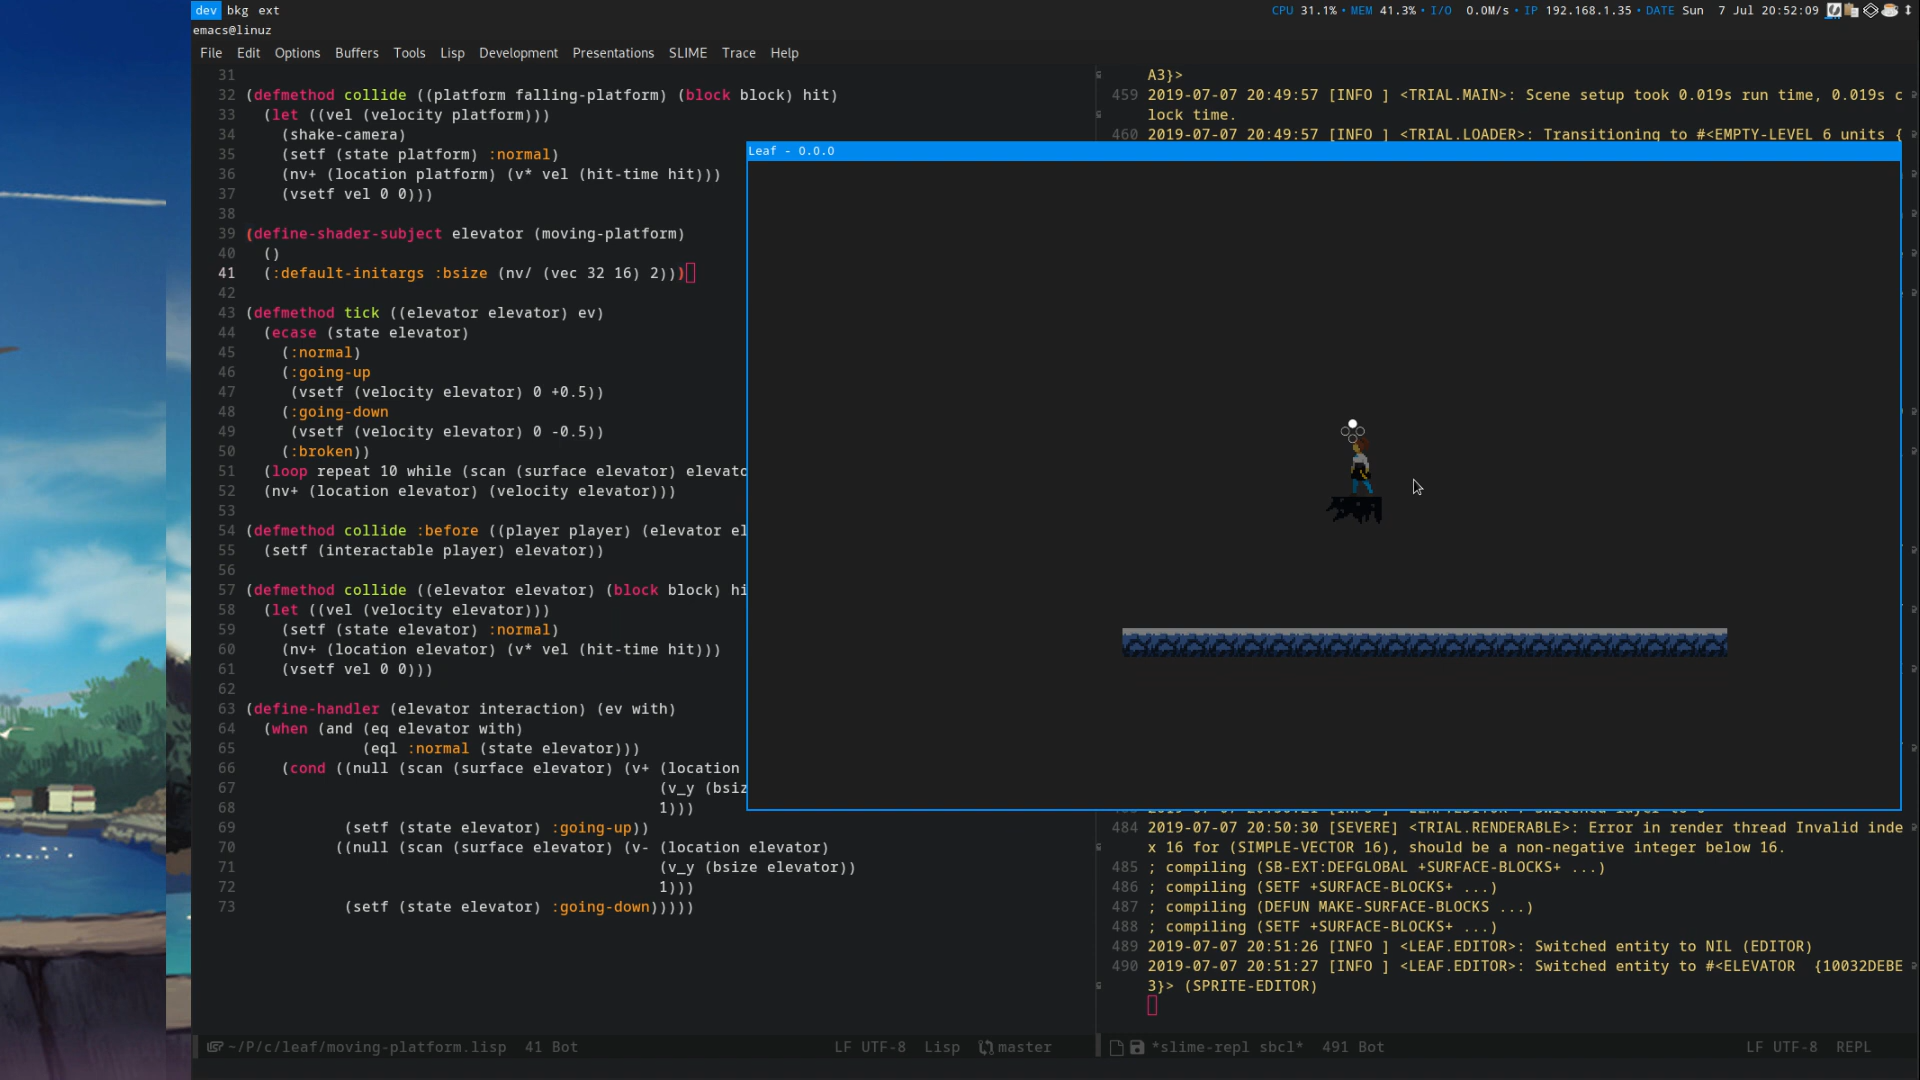 dev bkg ext
CPU 31.1% • MEM 41.3% • I/O 0.0M/s • IP 192.168.1.35 • DATE Sun 7 Jul 20:52:09
emacs@linuz
File Edit Options Buffers Tools Lisp Development Presentations SLIME Trace Help
31
32 (defmethod collide ((platform falling-platform) (block block) hit)
33 (let ((vel (velocity platform)))
34 (shake-camera)
35 (setf (state platform) :normal)
36 (nv+ (location platform) (v* vel (hit-time hit)))
37 (vsetf vel 0 0)))
38
39 (define-shader-subject elevator (moving-platform)
40 ()
41 (:default-initargs :bsize (nv/ (vec 32 16) 2)))
42
43 (defmethod tick ((elevator elevator) ev)
44 (ecase (state elevator)
45 (:normal)
46 (:going-up
47 (vsetf (velocity elevator) 0 +0.5))
48 (:going-down
49 (vsetf (velocity elevator) 0 -0.5))
50 (:broken))
51 (loop repeat 10 while (scan (surface elevator) elevato
52 (nv+ (location elevator) (velocity elevator)))
53
54 (defmethod collide :before ((player player) (elevator el
55 (setf (interactable player) elevator))
56
57 (defmethod collide ((elevator elevator) (block block) hi
58 (let ((vel (velocity elevator)))
59 (setf (state elevator) :normal)
60 (nv+ (location elevator) (v* vel (hit-time hit)))
61 (vsetf vel 0 0)))
62
63 (define-handler (elevator interaction) (ev with)
64 (when (and (eq elevator with)
65 (eql :normal (state elevator)))
66 (cond ((null (scan (surface elevator) (v+ (location
67 (v_y (bsiz
68 1)))
69 (setf (state elevator) :going-up))
70 ((null (scan (surface elevator) (v- (location elevator)
71 (v_y (bsize elevator))
72 1)))
73 (setf (state elevator) :going-down)))))
~/P/c/leaf/moving-platform.lisp 41 Bot LF UTF-8 Lisp master
A3}>
459 2019-07-07 20:49:57 [INFO ] <TRIAL.MAIN>: Scene setup took 0.019s run time, 0.019s c
lock time.
460 2019-07-07 20:49:57 [INFO ] <TRIAL.LOADER>: Transitioning to #<EMPTY-LEVEL 6 units {
Leaf - 0.0.0
484 2019-07-07 20:50:30 [SEVERE] <TRIAL.RENDERABLE>: Error in render thread Invalid inde
x 16 for (SIMPLE-VECTOR 16), should be a non-negative integer below 16.
485 ; compiling (SB-EXT:DEFGLOBAL +SURFACE-BLOCKS+ ...)
486 ; compiling (SETF +SURFACE-BLOCKS+ ...)
487 ; compiling (DEFUN MAKE-SURFACE-BLOCKS ...)
488 ; compiling (SETF +SURFACE-BLOCKS+ ...)
489 2019-07-07 20:51:26 [INFO ] <LEAF.EDITOR>: Switched entity to NIL (EDITOR)
490 2019-07-07 20:51:27 [INFO ] <LEAF.EDITOR>: Switched entity to #<ELEVATOR {10032DEBE
3}> (SPRITE-EDITOR)
*slime-repl sbcl* 491 Bot LF UTF-8 REPL